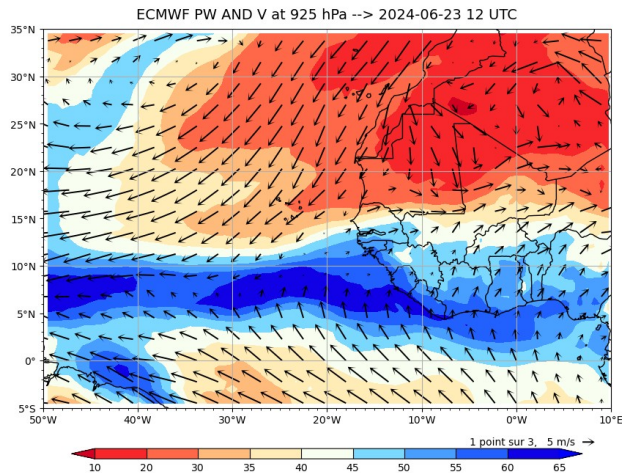 ECMWF PW AND V at 925 hPa --> 2024-06-23 12 UTC
35°N
30°N
25°N
20°N
15°N
10°N
5°N
0°
5°S
50°W 40°W 30°W 20°W 10°W 0°W 10°E
1 point sur 3, 5 m/s
10 20 30 40 45 50 55 60 65